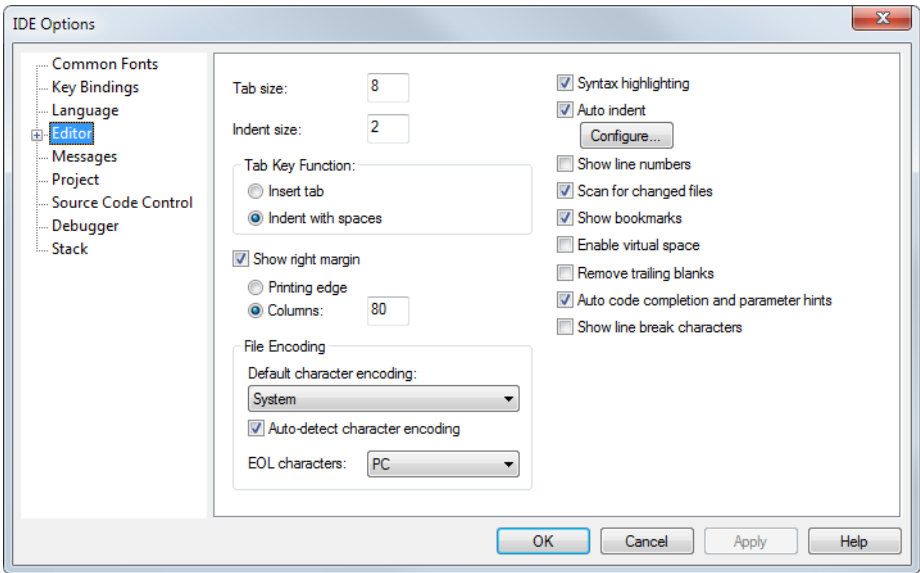 IDE Options
Common Fonts
Key Bindings
Language
Editor
Messages
Project
Source Code Control
Debugger
Stack
Tab size: 8
Indent size: 2
Tab Key Function:
Insert tab
Indent with spaces
Show right margin
Printing edge
Columns: 80
File Encoding
Default character encoding:
System
Auto-detect character encoding
EOL characters: PC
Syntax highlighting
Auto indent
Configure...
Show line numbers
Scan for changed files
Show bookmarks
Enable virtual space
Remove trailing blanks
Auto code completion and parameter hints
Show line break characters
OK Cancel Apply Help